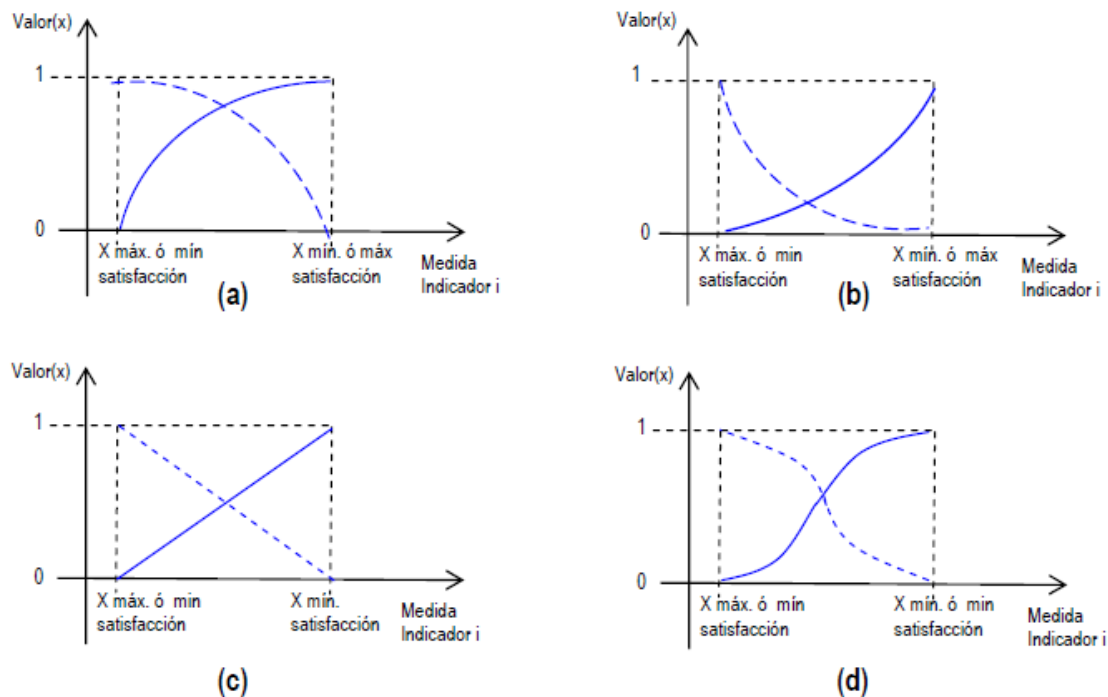 Valor(x)
1
0
X máx. ó mín
satisfacción
X mín. ó máx
satisfacción
Medida
Indicador i
(a)
Valor(x)
1
0
X máx. ó min
satisfacción
X mín. ó máx
satisfacción
Medida
Indicador i
(b)
Valor(x)
1
0
X máx. ó min
satisfacción
X mín.
satisfacción
Medida
Indicador i
(c)
Valor(x)
1
0
X máx. ó mín
satisfacción
X mín. ó min
satisfacción
Medida
Indicador i
(d)